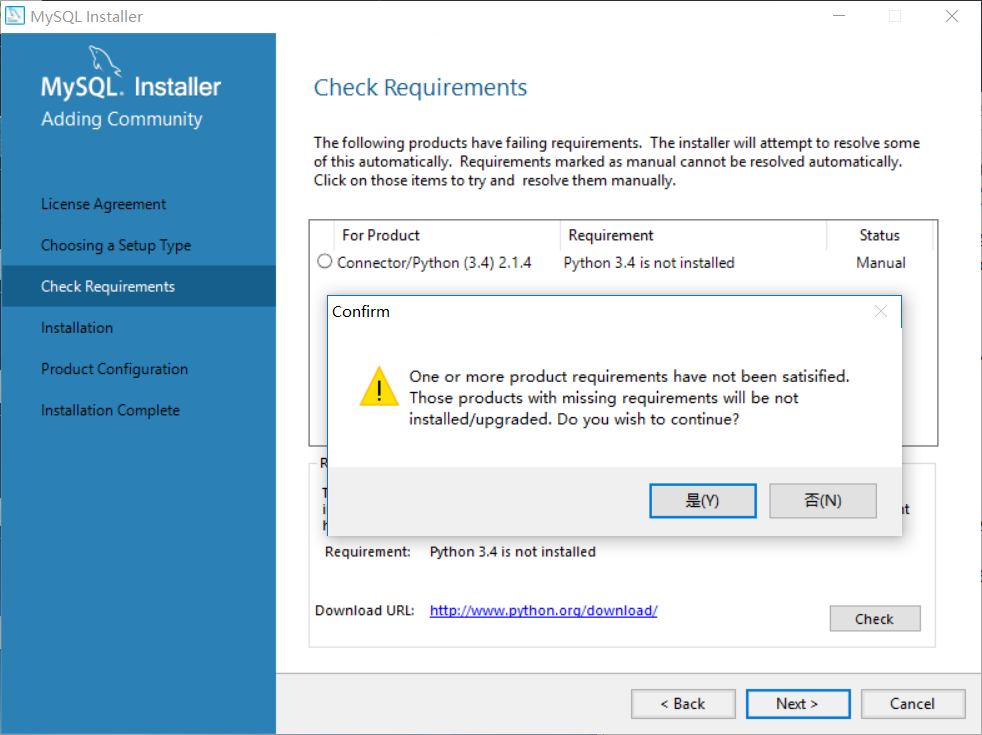 MySQL Installer
MySQL. Installer
Adding Community
License Agreement
Choosing a Setup Type
Check Requirements
Installation
Product Configuration
Installation Complete
Check Requirements
The following products have failing requirements. The installer will attempt to resolve some
of this automatically. Requirements marked as manual cannot be resolved automatically.
Click on those items to try and resolve them manually.
For Product Requirement Status
Connector/Python (3.4) 2.1.4 Python 3.4 is not installed Manual
Confirm
One or more product requirements have not been satisified.
Those products with missing requirements will be not
installed/upgraded. Do you wish to continue?
是(Y) 否(N)
Requirement: Python 3.4 is not installed
Download URL: http://www.python.org/download/
Check
< Back Next > Cancel